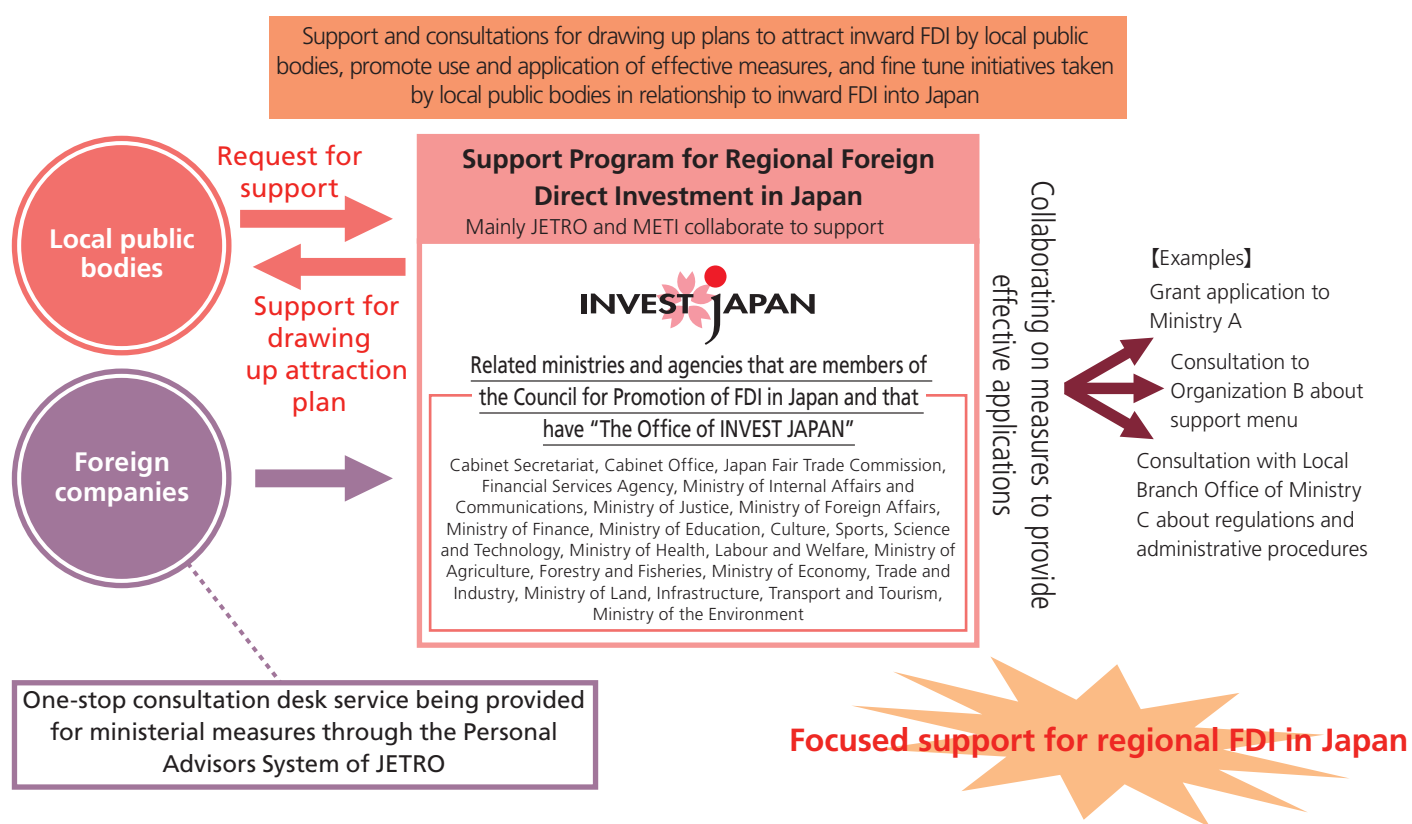 Support and consultations for drawing up plans to attract inward FDI by local public
bodies, promote use and application of effective measures, and fine tune initiatives taken
by local public bodies in relationship to inward FDI into Japan
Local public
bodies
Request for
support
Support for
drawing
up attraction
plan
Foreign
companies
Support Program for Regional Foreign
Direct Investment in Japan
Mainly JETRO and METI collaborate to support
INVEST JAPAN
Related ministries and agencies that are members of
the Council for Promotion of FDI in Japan and that
have “The Office of INVEST JAPAN”
Cabinet Secretariat, Cabinet Office, Japan Fair Trade Commission,
Financial Services Agency, Ministry of Internal Affairs and
Communications, Ministry of Justice, Ministry of Foreign Affairs,
Ministry of Finance, Ministry of Education, Culture, Sports, Science
and Technology, Ministry of Health, Labour and Welfare, Ministry of
Agriculture, Forestry and Fisheries, Ministry of Economy, Trade and
Industry, Ministry of Land, Infrastructure, Transport and Tourism,
Ministry of the Environment
Collaborating on measures to provide
effective applications
【Examples】
Grant application to
Ministry A
Consultation to
Organization B about
support menu
Consultation with Local
Branch Office of Ministry
C about regulations and
administrative procedures
One-stop consultation desk service being provided
for ministerial measures through the Personal
Advisors System of JETRO
Focused support for regional FDI in Japan